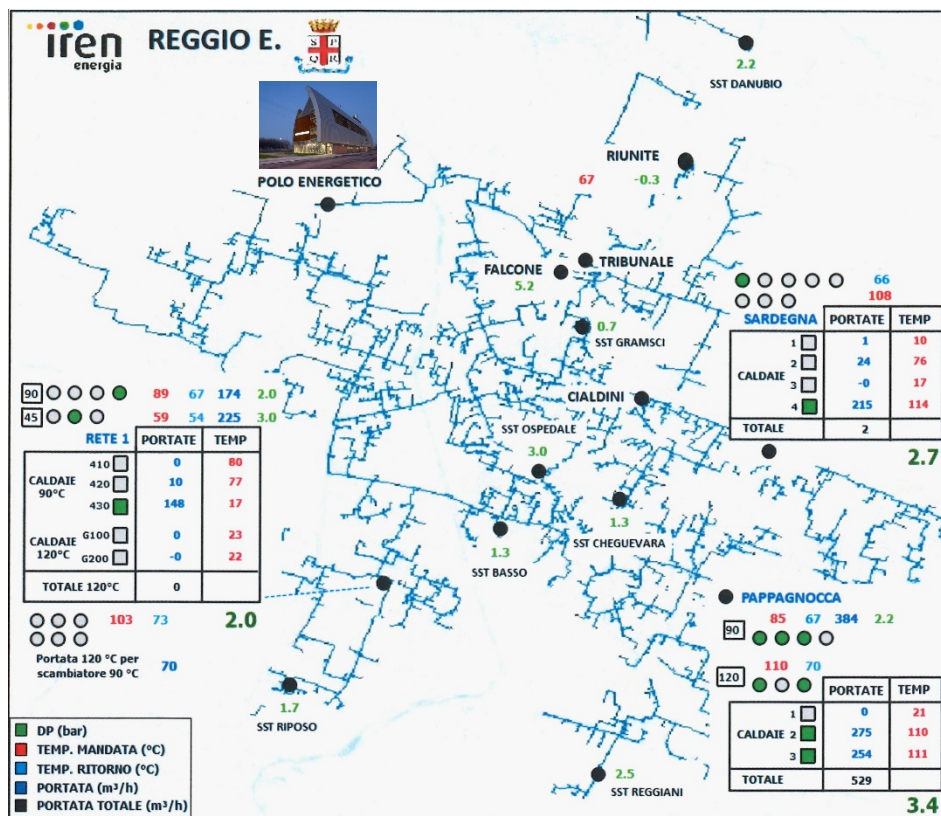 iren
energia
REGGIO E.
S P
Q R
2.2
SST DANUBIO
POLO ENERGETICO
RIUNITE
67 -0.3
TRIBUNALE
FALCONE
5.2
0.7
SST GRAMSCI
CIALDINI
SST OSPEDALE
3.0
1.3
SST CHEGUEVARA
1.3
SST BASSO
1.7
SST RIPOSO
2.5
SST REGGIANI
66
108
SARDEGNA PORTATE TEMP
1 1 10
2 24 76
CALDAIE
3 -0 17
4 215 114
TOTALE 2
2.7
90 89 67 174 2.0
45 59 54 225 3.0
RETE 1 PORTATE TEMP
410 0 80
CALDAIE 90°C 420 10 77
430 148 17
CALDAIE 120°C G100 0 23
G200 -0 22
TOTALE 120°C 0
103 73 2.0
Portata 120 °C per
scambiatore 90 °C 70
PAPPAGNOCCA
85 67 384 2.2
90
110 70
120
PORTATE TEMP
1 0 21
CALDAIE 2 275 110
3 254 111
TOTALE 529
3.4
DP (bar)
TEMP. MANDATA (°C)
TEMP. RITORNO (°C)
PORTATA (m³/h)
PORTATA TOTALE (m³/h)